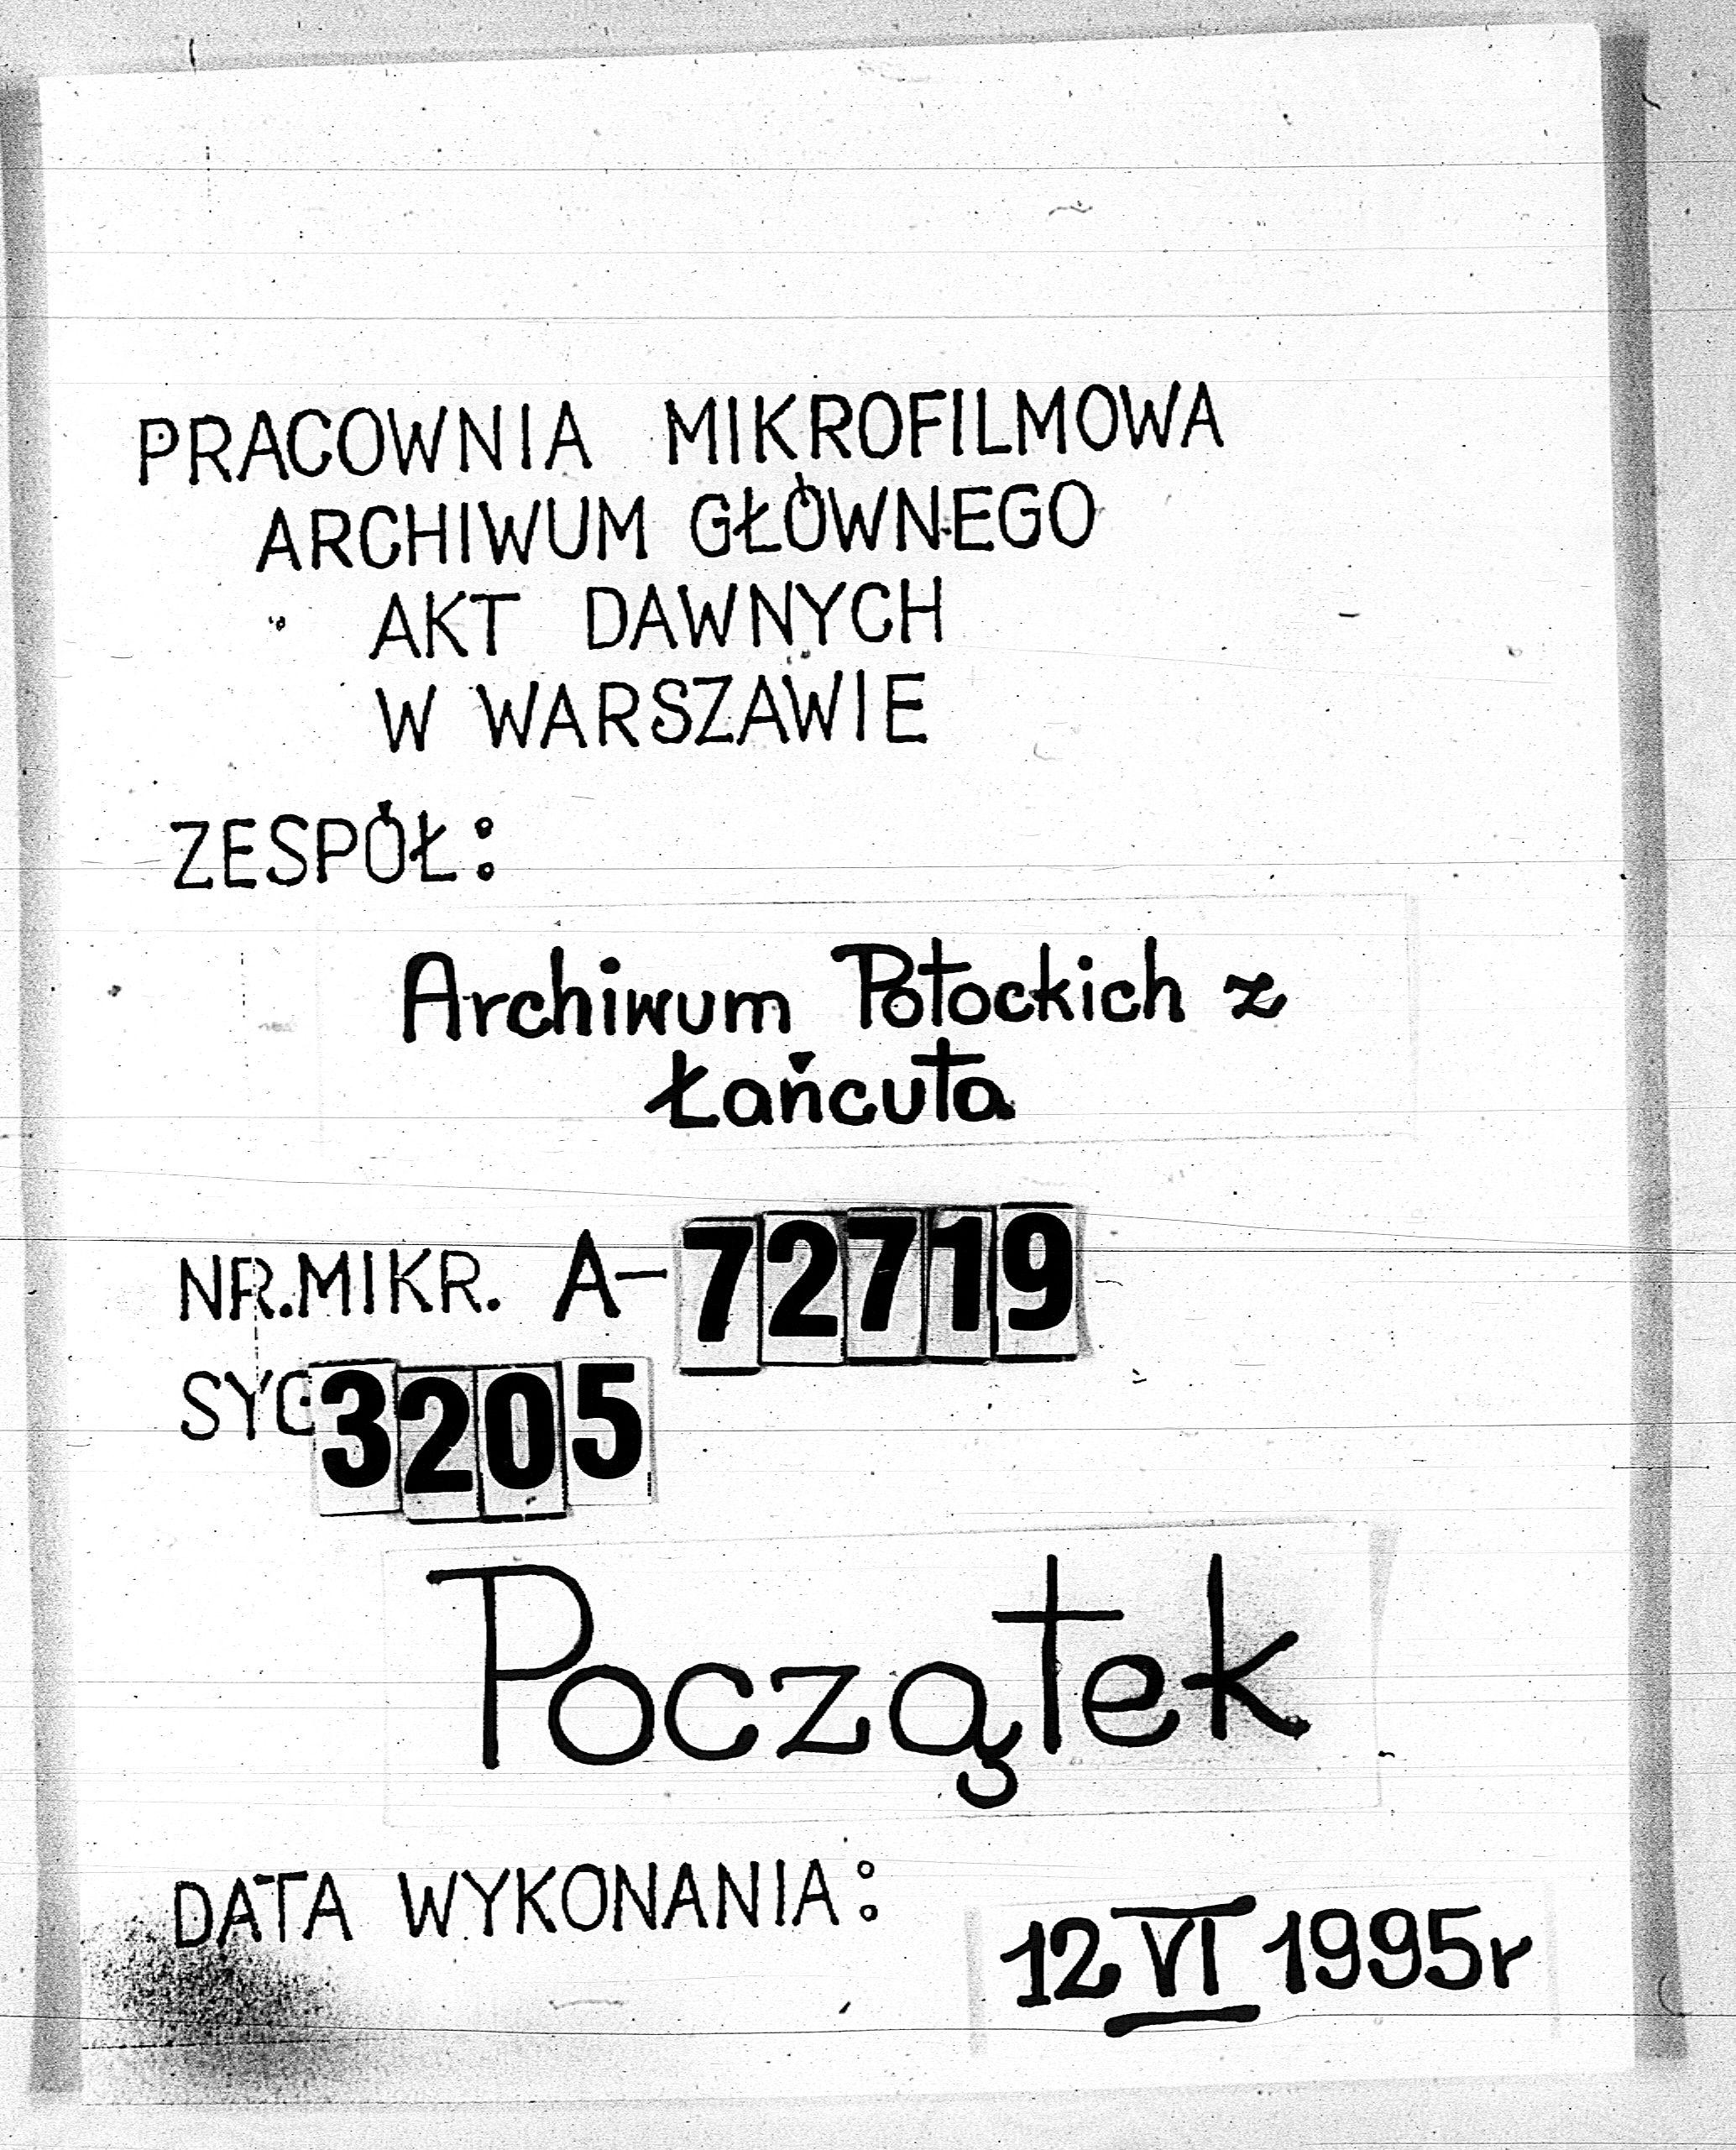 PRACOWNIA MIKROFILMOWA
ARCHIWUM GŁÓWNEGO
AKT DAWNYCH
W WARSZAWIE
ZESPÓŁ:
Archiwum Potockich z
Łańcuta
NR.MIKR. A-72719
SYG 3205
Początek
DATA WYKONANIA: 12 VI 1995r